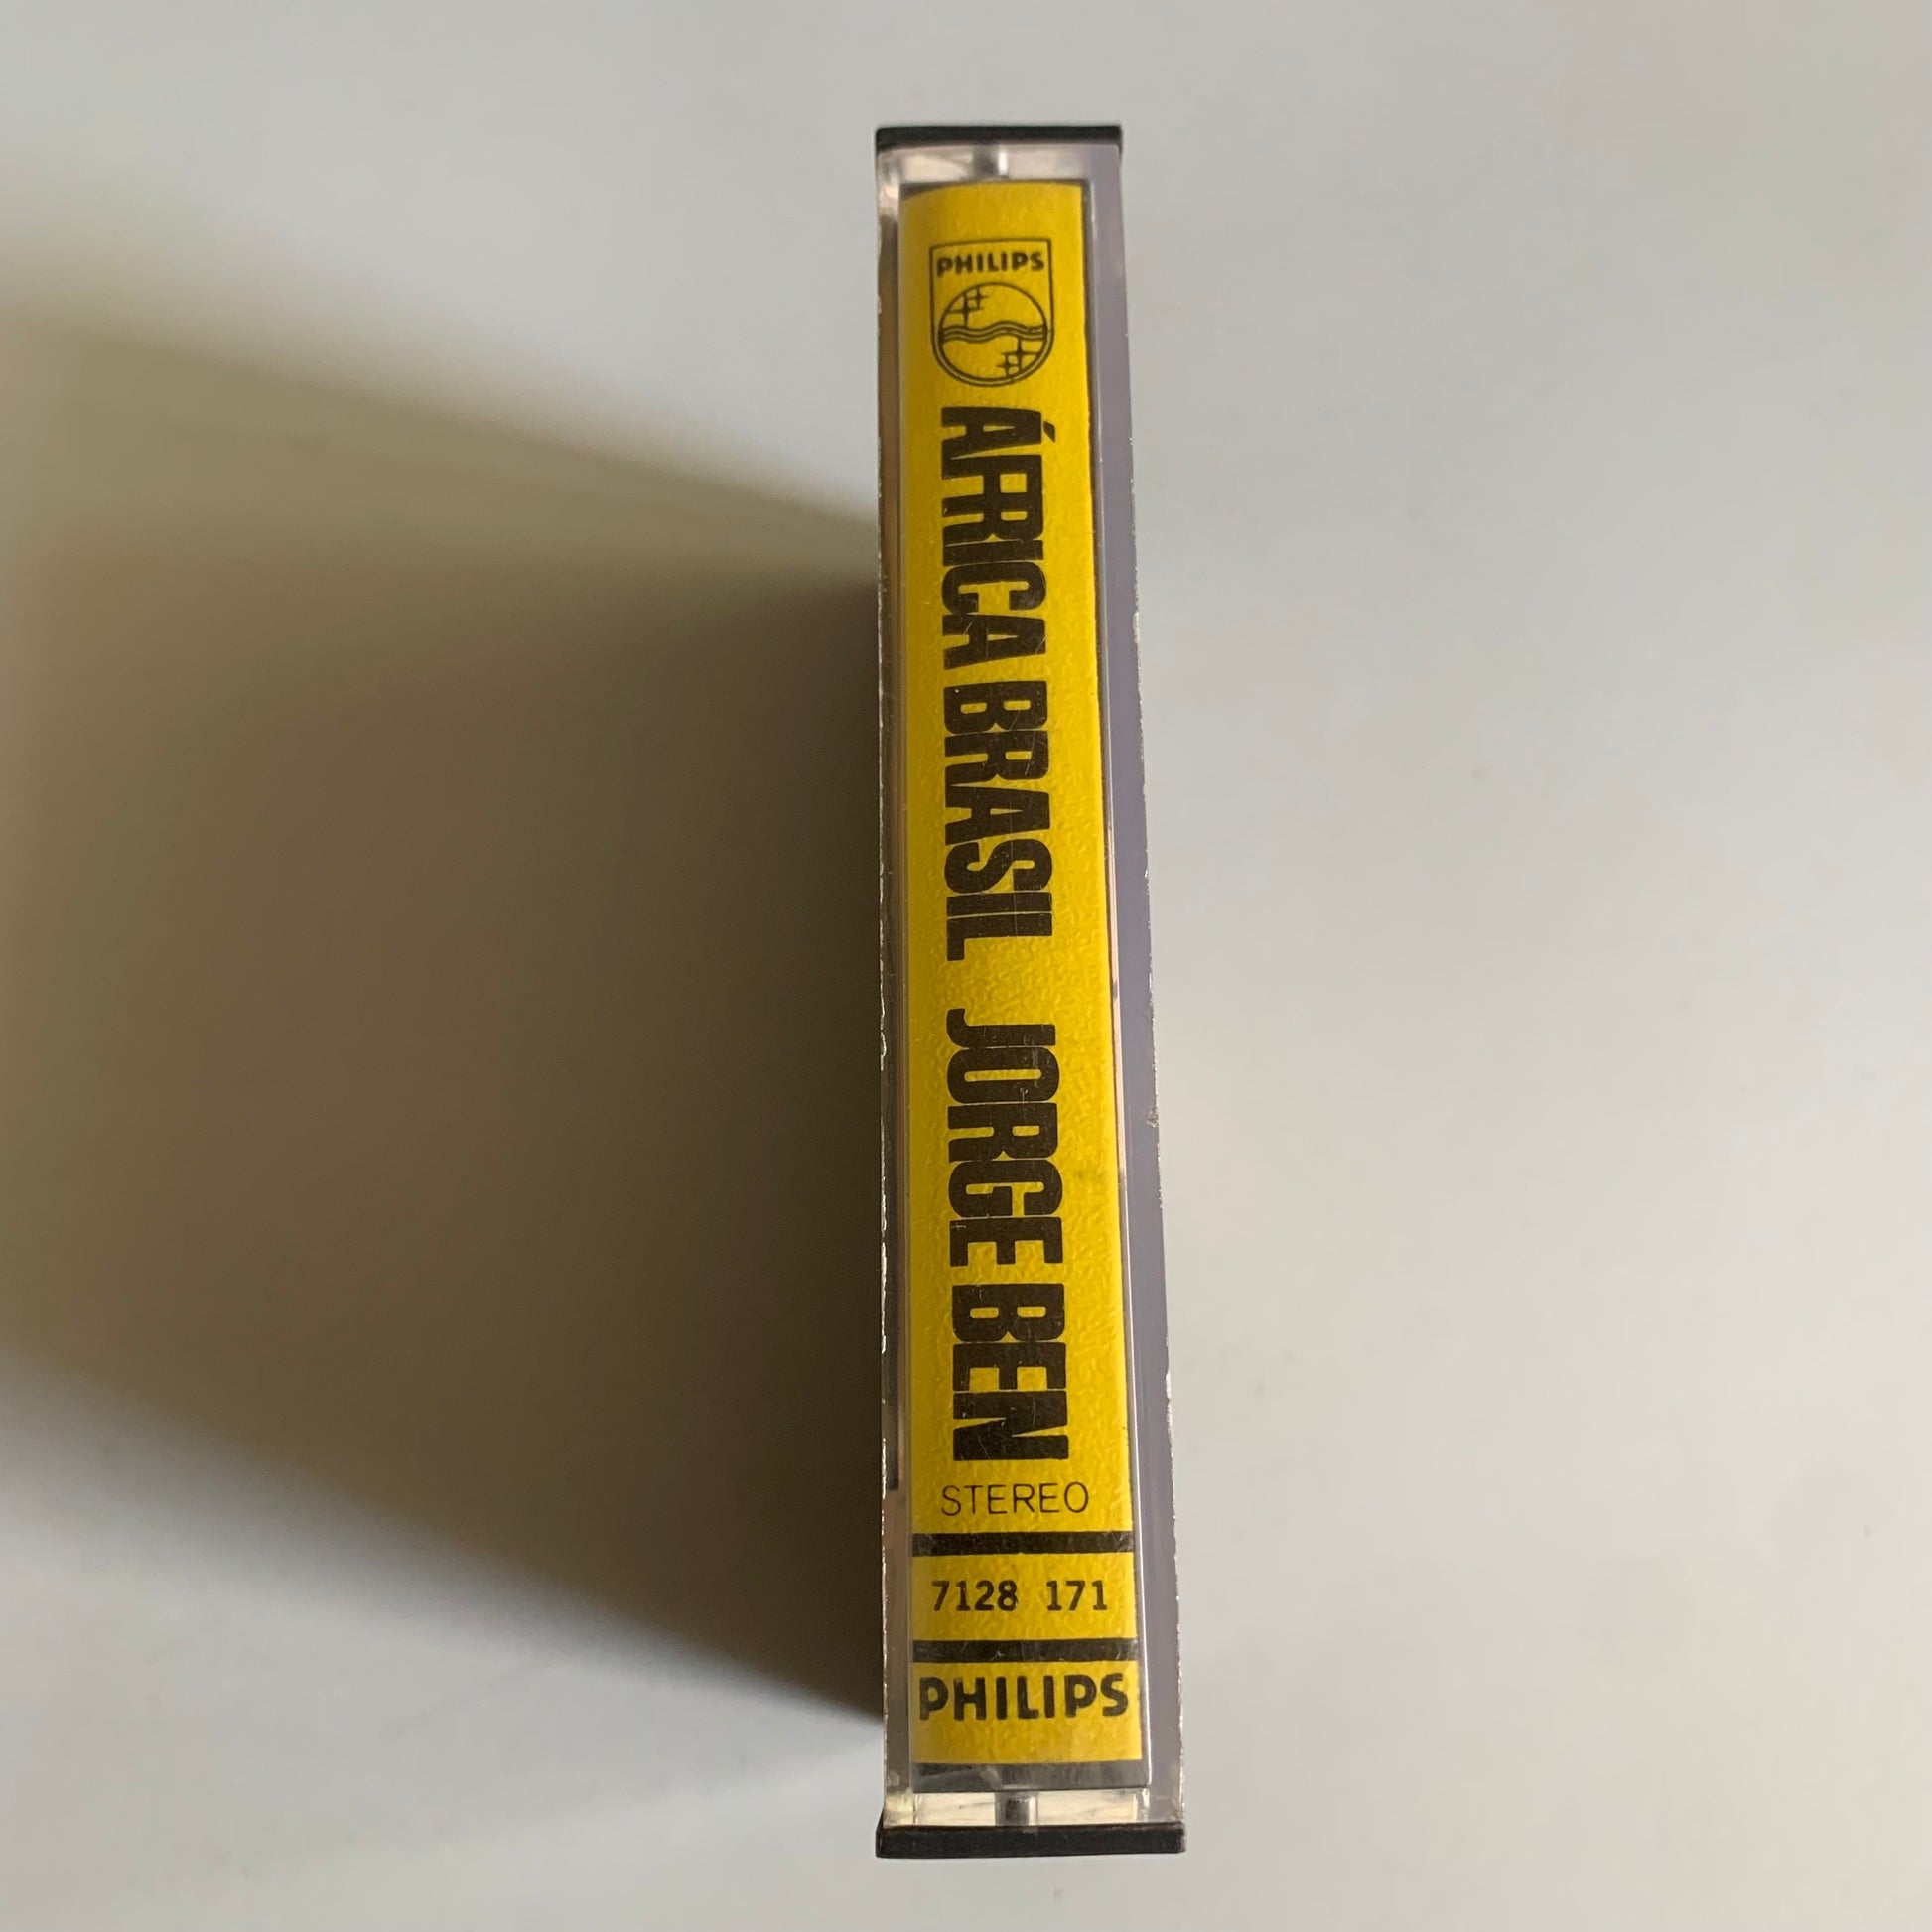 PHILIPS
ÁFRICA BRASIL JORGE BEN
STEREO
7128 171
PHILIPS